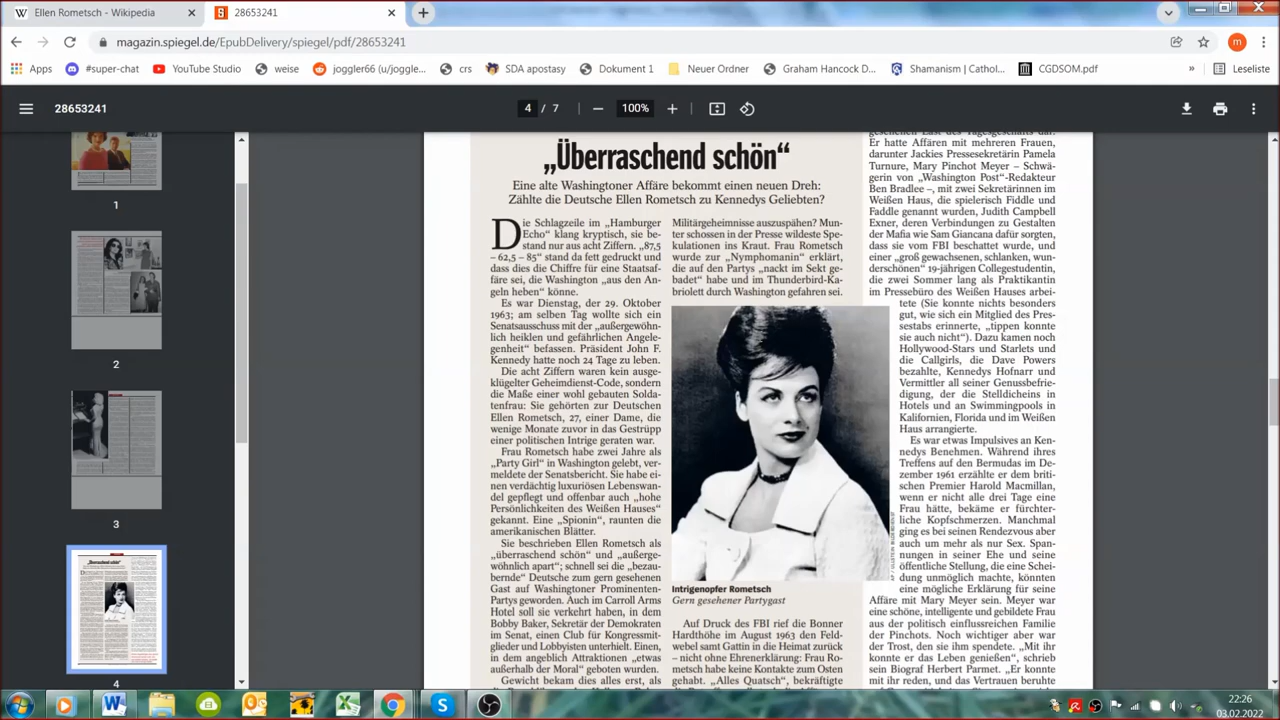 Ellen Rometsch - Wikipedia
28653241
magazin.spiegel.de/EpubDelivery/spiegel/pdf/28653241
Apps
#super-chat
YouTube Studio
weise
joggler66 (u/joggle...
crs
SDA apostasy
Dokument 1
Neuer Ordner
Graham Hancock D...
Shamanism | Cathol...
CGDSOM.pdf
»
Leseliste
28653241
4 / 7
100%
1
2
3
4
„Überraschend schön“
Eine alte Washingtoner Affäre bekommt einen neuen Dreh:
Zählte die Deutsche Ellen Rometsch zu Kennedys Geliebten?
Die Schlagzeile im „Hamburger
Echo“ klang kryptisch, sie be-
stand nur aus acht Ziffern. „87,5
– 62,5 – 85“ stand da fett gedruckt und
dass dies die Chiffre für eine Staatsaf-
färe sei, die Washington „aus den An-
geln heben“ könne.
Es war Dienstag, der 29. Oktober
1963; am selben Tag wollte sich ein
Senatsausschuss mit der „außergewöhn-
lich heiklen und gefährlichen Angele-
genheit“ befassen. Präsident John F.
Kennedy hatte noch 24 Tage zu leben.
Die acht Ziffern waren kein ausge-
klügelter Geheimdienst-Code, sondern
die Maße einer wohl gebauten Solda-
tenfrau: Sie gehörten zur Deutschen
Ellen Rometsch, 27, einer Dame, die
wenige Monate zuvor in das Gestrüpp
einer politischen Intrige geraten war.
Frau Rometsch habe zwei Jahre als
„Party Girl“ in Washington gelebt, ver-
meldete der Senatsbericht. Sie habe ei-
nen verdächtig luxuriösen Lebenswan-
del gepflegt und offenbar auch „hohe
Persönlichkeiten des Weißen Hauses“
gekannt. Eine „Spionin“, raunten die
amerikanischen Blätter.
Sie beschrieben Ellen Rometsch als
„überraschend schön“ und „außerge-
wöhnlich apart“; schnell sei die „bezau-
bernde“ Deutsche zum gern gesehenen
Gast auf Washingtoner Prominenten-
Partys geworden. Auch im Carroll Arms
Hotel soll sie verkehrt haben, in dem
Bobby Baker, Sekretär der Demokraten
im Senat, einen Club für Kongressmit-
glieder und Lobbyisten unterhielt. Einen,
in dem angeblich Attraktionen „etwas
außerhalb der Moral“ geboten wurden.
Gewicht bekam dies alles erst, als
Militärgeheimnisse auszuspähen? Mun-
ter schossen in der Presse wildeste Spe-
kulationen ins Kraut. Frau Rometsch
wurde zur „Nymphomanin“ erklärt,
die auf den Partys „nackt im Sekt ge-
badet“ habe und im Thunderbird-Ka-
briolett durch Washington gefahren sei.
Intrigenopfer Rometsch
Gern gesehener Partygast
Auf Druck des FBI rief die Bonner
Hardthöhe im August 1963 den Feld-
webel samt Gattin in die Heimat zurück
– nicht ohne Ehrenerklärung: Frau Ro-
metsch habe keine Kontakte zum Osten
gehabt. „Alles Quatsch“, bekräftigte
gesehenen Last des Tagesgeschäfts dar.
Er hatte Affären mit mehreren Frauen,
darunter Jackies Pressesekretärin Pamela
Turnure, Mary Pinchot Meyer – Schwä-
gerin von „Washington Post“-Redakteur
Ben Bradlee –, mit zwei Sekretärinnen im
Weißen Haus, die spielerisch Fiddle und
Faddle genannt wurden, Judith Campbell
Exner, deren Verbindungen zu Gestalten
der Mafia wie Sam Giancana dafür sorgten,
dass sie vom FBI beschattet wurde, und
einer „groß gewachsenen, schlanken, wun-
derschönen“ 19-jährigen Collegestudentin,
die zwei Sommer lang als Praktikantin
im Pressebüro des Weißen Hauses arbei-
tete (Sie konnte nichts besonders
gut, wie sich ein Mitglied des Pres-
sestabs erinnerte, „tippen konnte
sie auch nicht“). Dazu kamen noch
Hollywood-Stars und Starlets und
die Callgirls, die Dave Powers
bezahlte, Kennedys Hofnarr und
Vermittler all seiner Genussbefrie-
digung, der die Stelldicheins in
Hotels und an Swimmingpools in
Kalifornien, Florida und im Weißen
Haus arrangierte.
Es war etwas Impulsives an Ken-
nedys Benehmen. Während ihres
Treffens auf den Bermudas im De-
zember 1961 erzählte er dem briti-
schen Premier Harold Macmillan,
wenn er nicht alle drei Tage eine
Frau hätte, bekäme er fürchter-
liche Kopfschmerzen. Manchmal
ging es bei seinen Rendezvous aber
auch um mehr als nur Sex. Span-
nungen in seiner Ehe und seine
öffentliche Stellung, die eine Schei-
dung unmöglich machte, könnten
eine mögliche Erklärung für seine
Affäre mit Mary Meyer sein. Meyer war
eine schöne, intelligente und gebildete Frau
aus der politisch einflussreichen Familie
der Pinchots. Noch wichtiger aber war
der Trost, den sie ihm spendete. „Mit ihr
konnte er das Leben genießen“, schrieb
sein Biograf Herbert Parmet. „Er konnte
mit ihr reden, und das Vertrauen beruhte
22:26
03.02.2022